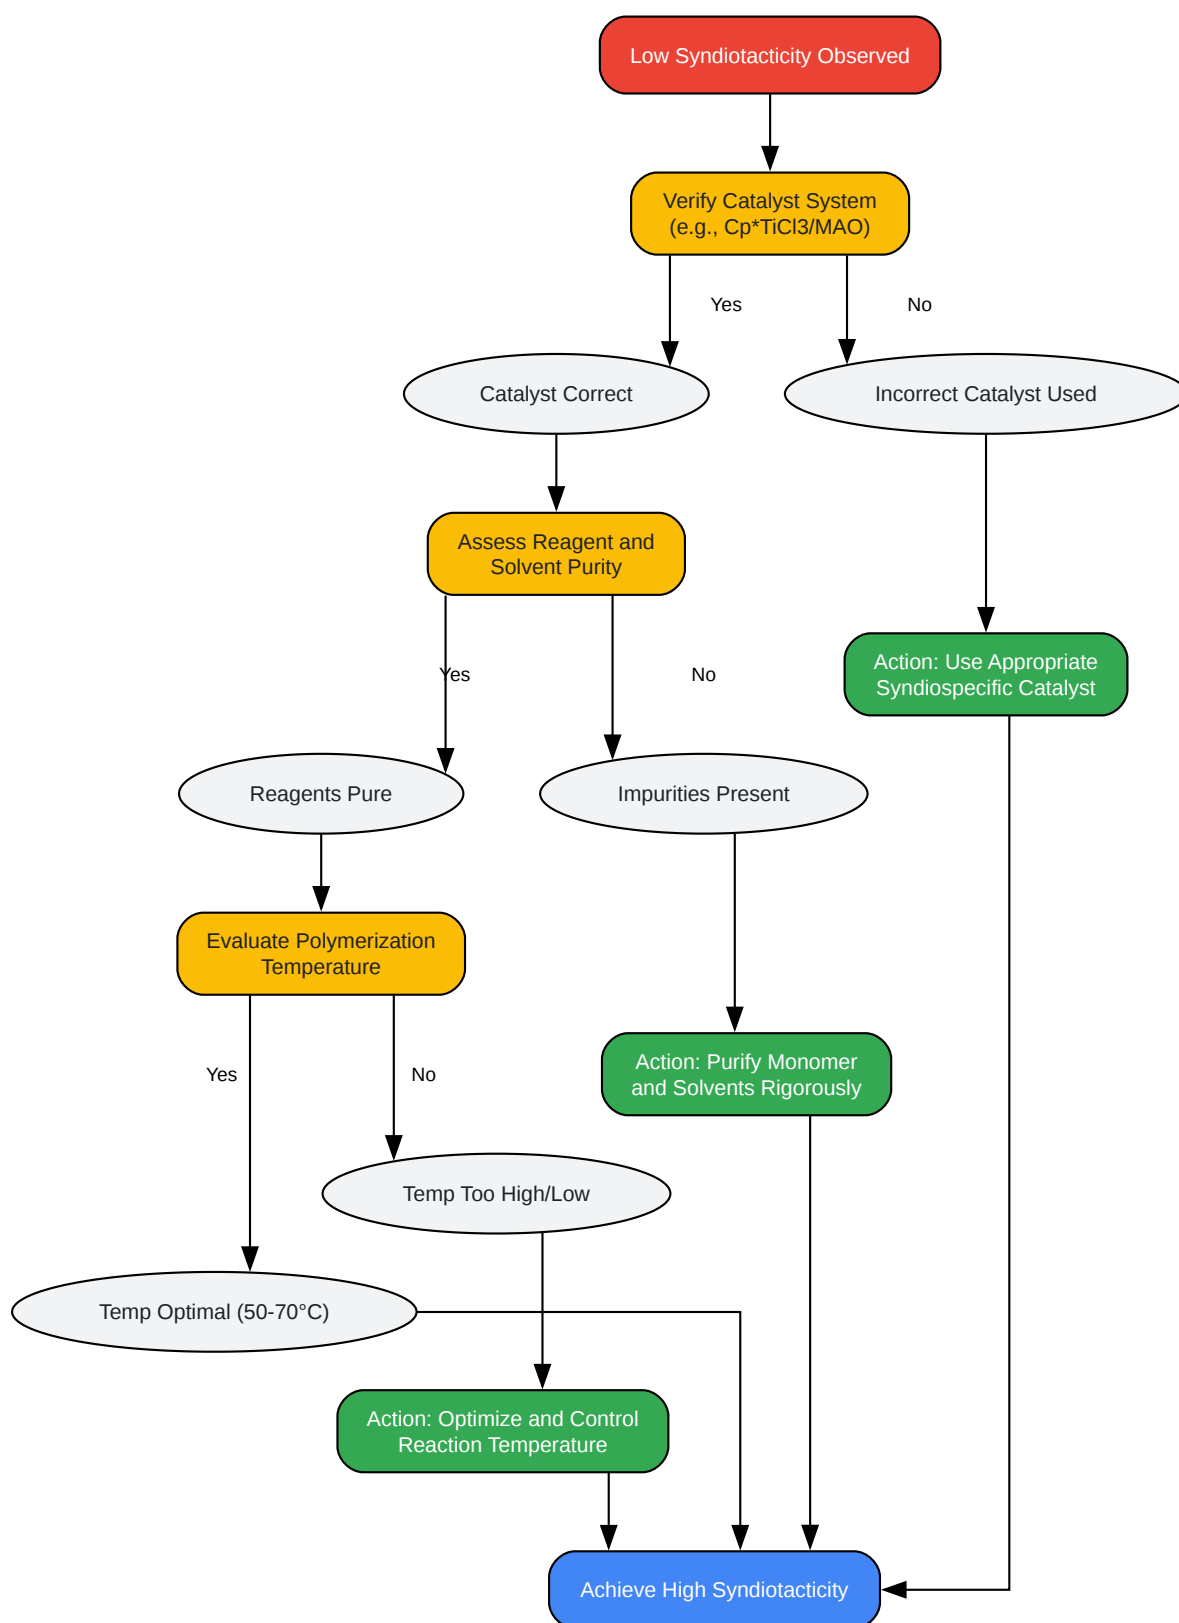 Low Syndiotacticity Observed
Verify Catalyst System
(e.g., Cp*TiCl3/MAO)
Yes
No
Catalyst Correct
Incorrect Catalyst Used
Assess Reagent and
Solvent Purity
Yes
No
Action: Use Appropriate
Syndiospecific Catalyst
Reagents Pure
Impurities Present
Evaluate Polymerization
Temperature
Yes
No
Action: Purify Monomer
and Solvents Rigorously
Temp Too High/Low
Temp Optimal (50-70°C)
Action: Optimize and Control
Reaction Temperature
Achieve High Syndiotacticity